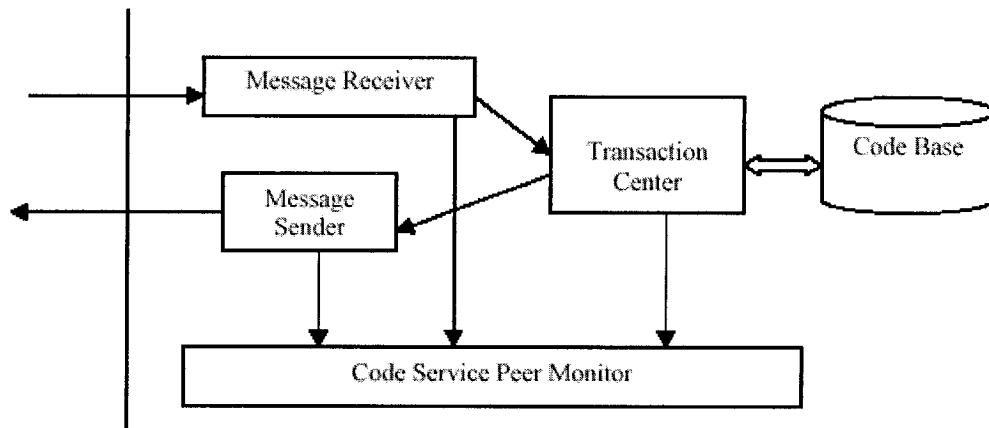 Message Receiver
Transaction
Center
Code Base
Message
Sender
Code Service Peer Monitor